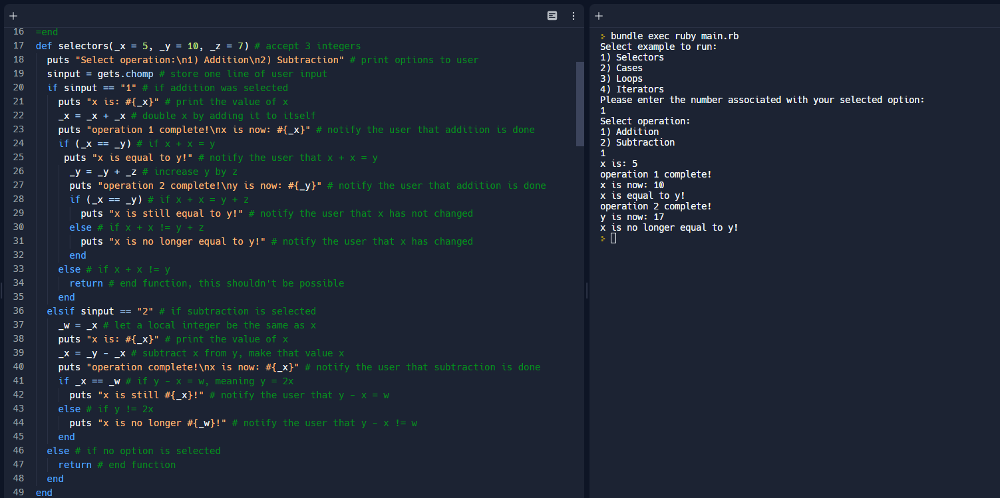 16 =end
17 def selectors(_x = 5, _y = 10, _z = 7) # accept 3 integers
18 puts "Select operation:\n1) Addition\n2) Subtraction" # print options to user
19 sinput = gets.chomp # store one line of user input
20 if sinput == "1" # if addition was selected
21 puts "x is: #{_x}" # print the value of x
22 _x = _x + _x # double x by adding it to itself
23 puts "operation 1 complete!\nx is now: #{_x}" # notify the user that addition is done
24 if (_x == _y) # if x + x = y
25 puts "x is equal to y!" # notify the user that x + x = y
26 _y = _y + _z # increase y by z
27 puts "operation 2 complete!\ny is now: #{_y}" # notify the user that addition is done
28 if (_x == _y) # if x + x = y + z
29 puts "x is still equal to y!" # notify the user that x has not changed
30 else # if x + x != y + z
31 puts "x is no longer equal to y!" # notify the user that x has changed
32 end
33 else # if x + x != y
34 return # end function, this shouldn't be possible
35 end
36 elsif sinput == "2" # if subtraction is selected
37 _w = _x # let a local integer be the same as x
38 puts "x is: #{_x}" # print the value of x
39 _x = _y - _x # subtract x from y, make that value x
40 puts "operation complete!\nx is now: #{_x}" # notify the user that subtraction is done
41 if _x == _w # if y - x = w, meaning y = 2x
42 puts "x is still #{_x}!" # notify the user that y - x = w
43 else # if y != 2x
44 puts "x is no longer #{_w}!" # notify the user that y - x != w
45 end
46 else # if no option is selected
47 return # end function
48 end
49 end
bundle exec ruby main.rb
Select example to run:
1) Selectors
2) Cases
3) Loops
4) Iterators
Please enter the number associated with your selected option:
1
Select operation:
1) Addition
2) Subtraction
1
x is: 5
operation 1 complete!
x is now: 10
x is equal to y!
operation 2 complete!
y is now: 17
x is no longer equal to y!